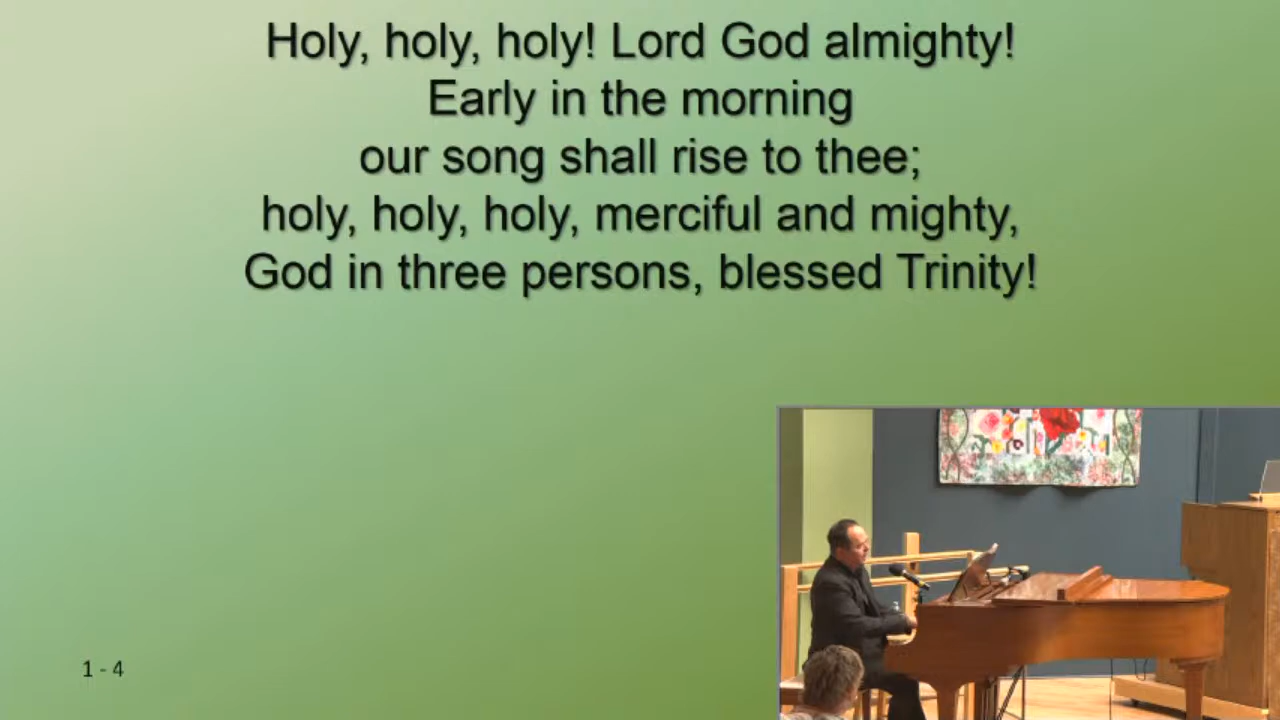 Holy, holy, holy! Lord God almighty!
Early in the morning
our song shall rise to thee;
holy, holy, holy, merciful and mighty,
God in three persons, blessed Trinity!
1 - 4